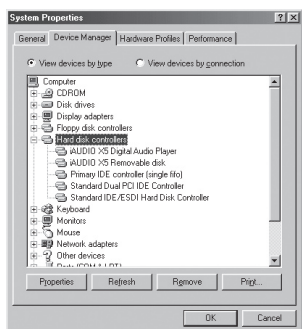 System Properties
General Device Manager Hardware Profiles Performance
View devices by type View devices by connection
Computer
CDROM
Disk drives
Display adapters
Floppy disk controllers
Hard disk controllers
iAUDIO X5 Digital Audio Player
iAUDIO X5 Removable disk
Primary IDE controller (single fifo)
Standard Dual PCI IDE Controller
Standard IDE/ESDI Hard Disk Controller
Keyboard
Monitors
Mouse
Network adapters
Other devices
Ports (COM & LPT)
Properties Refresh Remove Print...
OK Cancel